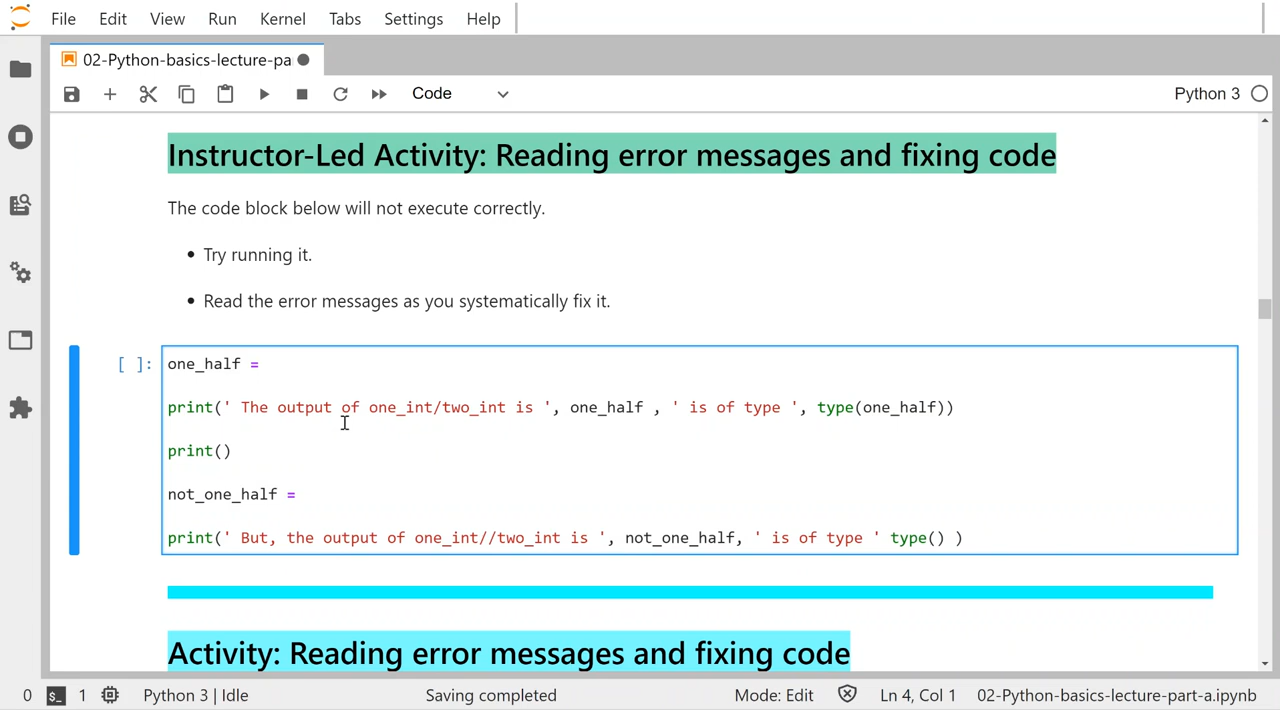 File Edit View Run Kernel Tabs Settings Help
02-Python-basics-lecture-pa
Code
Python 3
Instructor-Led Activity: Reading error messages and fixing code
The code block below will not execute correctly.
• Try running it.
• Read the error messages as you systematically fix it.
[ ]: one_half =
print(' The output of one_int/two_int is ', one_half , ' is of type ', type(one_half))
print()
not_one_half =
print(' But, the output of one_int//two_int is ', not_one_half, ' is of type ' type() )
Activity: Reading error messages and fixing code
0 $_ 1 Python 3 | Idle Saving completed Mode: Edit Ln 4, Col 1 02-Python-basics-lecture-part-a.ipynb